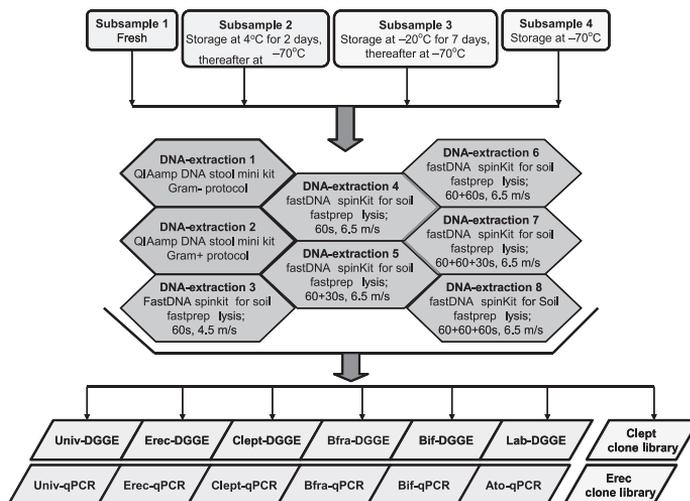 Subsample 1
Fresh
Subsample 2
Storage at 4°C for 2 days,
thereafter at –70°C
Subsample 3
Storage at –20°C for 7 days,
thereafter at –70°C
Subsample 4
Storage at –70°C
DNA-extraction 1
QIAamp DNA stool mini kit
Gram– protocol
DNA-extraction 2
QIAamp DNA stool mini kit
Gram+ protocol
DNA-extraction 3
FastDNA spinkit for soil
fastprep lysis;
60s, 4.5 m/s
DNA-extraction 4
fastDNA spinKit for soil
fastprep lysis;
60s, 6.5 m/s
DNA-extraction 5
fastDNA spinKit for soil
fastprep lysis;
60+30s, 6.5 m/s
DNA-extraction 6
fastDNA spinKit for soil
fastprep lysis;
60+60s, 6.5 m/s
DNA-extraction 7
fastDNA spinKit for soil
fastprep lysis;
60+60+30s, 6.5 m/s
DNA-extraction 8
fastDNA spinKit for Soil
fastprep lysis;
60+60+60s, 6.5 m/s
Univ-DGGE
Erec-DGGE
Clept-DGGE
Bfra-DGGE
Bif-DGGE
Lab-DGGE
Clept
clone library
Univ-qPCR
Erec-qPCR
Clept-qPCR
Bfra-qPCR
Bif-qPCR
Ato-qPCR
Erec
clone library